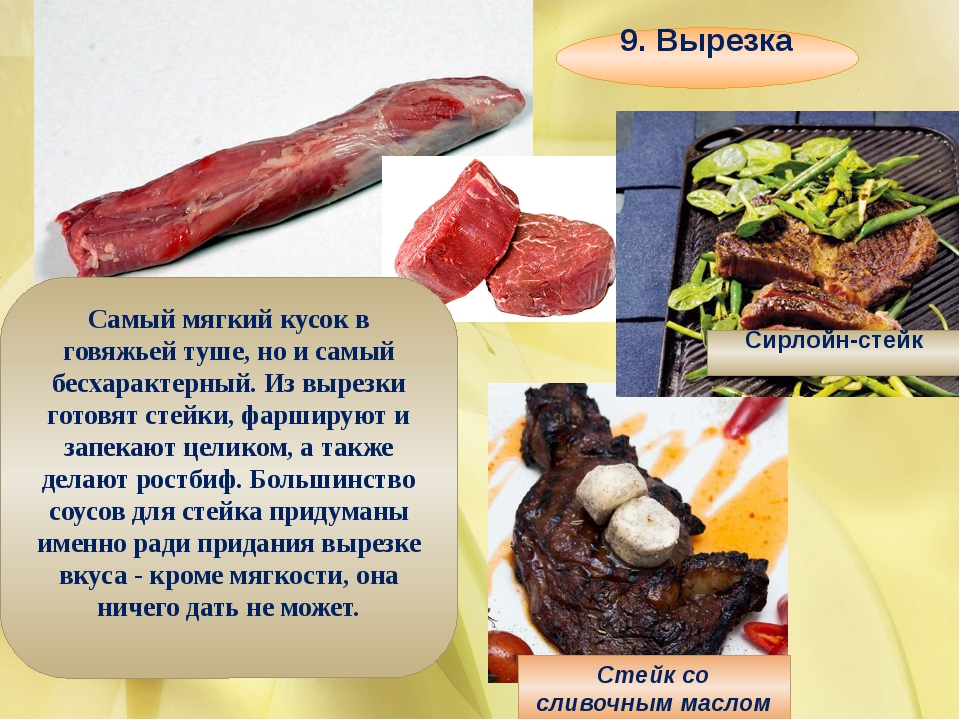 9. Вырезка
Самый мягкий кусок в
говяжьей туше, но и самый
бесхарактерный. Из вырезки
готовят стейки, фаршируют и
запекают целиком, а также
делают ростбиф. Большинство
соусов для стейка придуманы
именно ради придания вырезке
вкуса - кроме мягкости, она
ничего дать не может.
Сирлойн-стейк
Стейк со
сливочным маслом